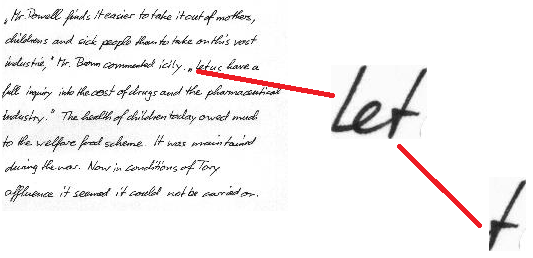 „Mr. Powell finds it easier to take it out of mothers,
childrens and sick people than to take on this vast
industrie," Mr. Brown commented icily. „Let us have a
full inquiry into the cost of drugs and the pharmaceutical
industry." The health of children today owed much
to the welfare food scheme. It was maintaind
during the war. Now in conditions of Tory
affluence it seemed it could not be carried on.
Let
t